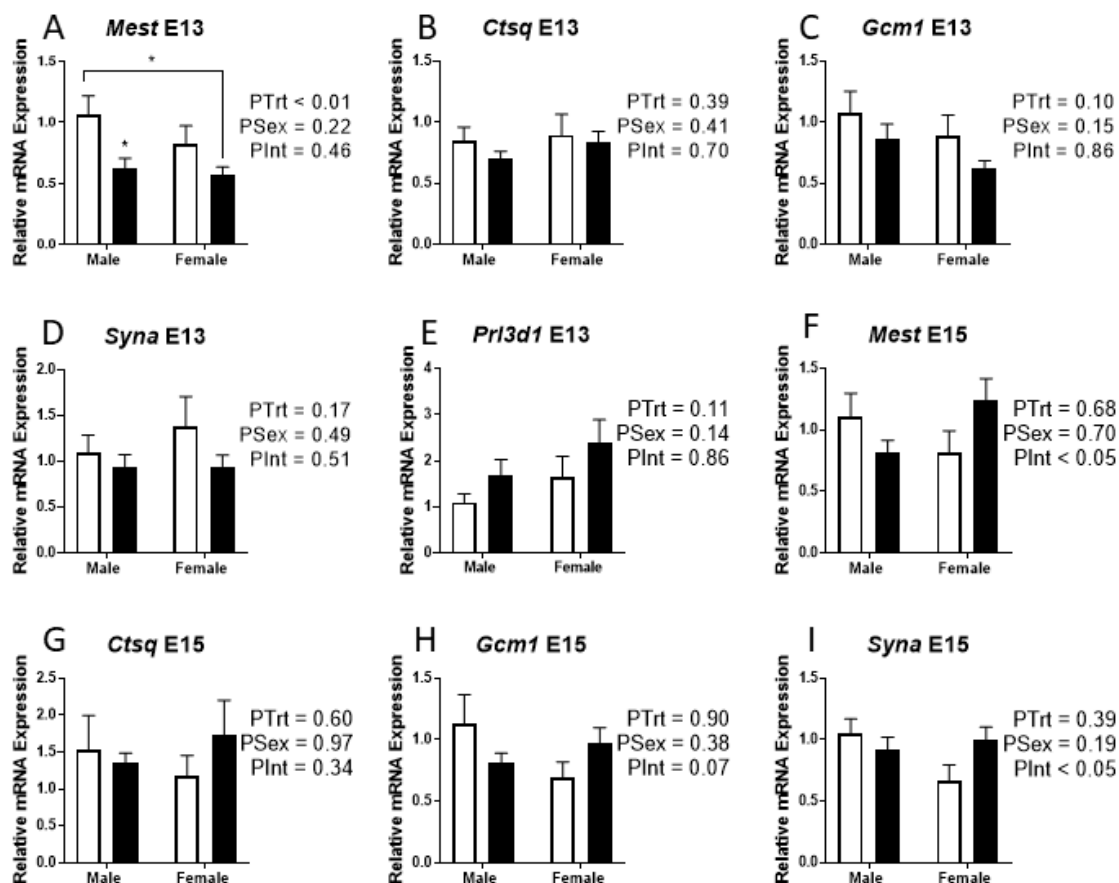 A
Mest E13
Relative mRNA Expression
1.5
1.0
0.5
0.0
*
*
Male
Female
PTrt < 0.01
PSex = 0.22
PInt = 0.46
B
Ctsq E13
Relative mRNA Expression
1.5
1.0
0.5
0.0
Male
Female
PTrt = 0.39
PSex = 0.41
PInt = 0.70
C
Gcm1 E13
Relative mRNA Expression
1.5
1.0
0.5
0.0
Male
Female
PTrt = 0.10
PSex = 0.15
PInt = 0.86
D
Syna E13
Relative mRNA Expression
2.0
1.5
1.0
0.5
0.0
Male
Female
PTrt = 0.17
PSex = 0.49
PInt = 0.51
E
Prl3d1 E13
Relative mRNA Expression
4
3
2
1
0
Male
Female
PTrt = 0.11
PSex = 0.14
PInt = 0.86
F
Mest E15
Relative mRNA Expression
1.5
1.0
0.5
0.0
Male
Female
PTrt = 0.68
PSex = 0.70
PInt < 0.05
G
Ctsq E15
Relative mRNA Expression
2.5
2.0
1.5
1.0
0.5
0.0
Male
Female
PTrt = 0.60
PSex = 0.97
PInt = 0.34
H
Gcm1 E15
Relative mRNA Expression
1.5
1.0
0.5
0.0
Male
Female
PTrt = 0.90
PSex = 0.38
PInt = 0.07
I
Syna E15
Relative mRNA Expression
1.5
1.0
0.5
0.0
Male
Female
PTrt = 0.39
PSex = 0.19
PInt < 0.05